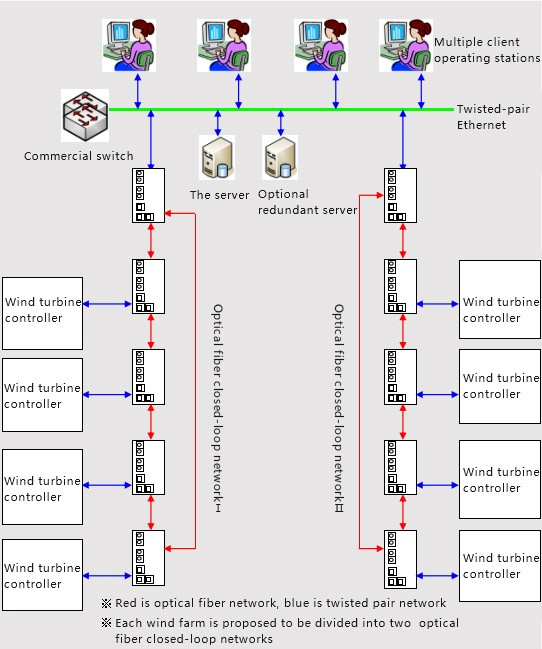 Multiple client
operating stations
Twisted-pair
Ethernet
Commercial switch
The server
Optional
redundant server
Wind turbine
controller
Wind turbine
controller
Wind turbine
controller
Wind turbine
controller
Optical fiber closed-loop networkⅠ
Optical fiber closed-loop networkⅡ
Wind turbine
controller
Wind turbine
controller
Wind turbine
controller
Wind turbine
controller
※ Red is optical fiber network, blue is twisted pair network
※ Each wind farm is proposed to be divided into two optical
fiber closed-loop networks